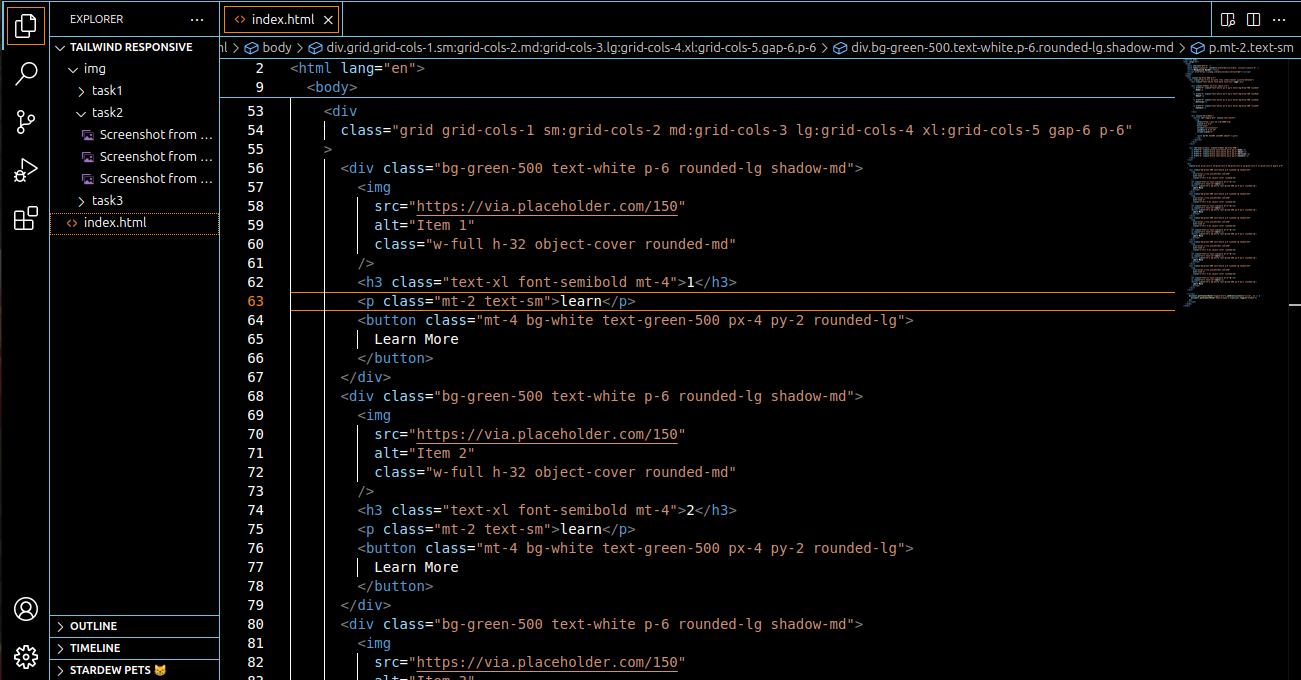 EXPLORER
TAILWIND RESPONSIVE
img
task1
task2
Screenshot from ...
Screenshot from ...
Screenshot from ...
task3
index.html
OUTLINE
TIMELINE
STARDEW PETS 😸
<> index.html ×
body > div.grid.grid-cols-1.sm:grid-cols-2.md:grid-cols-3.lg:grid-cols-4.xl:grid-cols-5.gap-6.p-6 > div.bg-green-500.text-white.p-6.rounded-lg.shadow-md > p.mt-2.text-sm
2 <html lang="en">
9 <body>
53 <div
54 class="grid grid-cols-1 sm:grid-cols-2 md:grid-cols-3 lg:grid-cols-4 xl:grid-cols-5 gap-6 p-6"
55 >
56 <div class="bg-green-500 text-white p-6 rounded-lg shadow-md">
57 <img
58 src="https://via.placeholder.com/150"
59 alt="Item 1"
60 class="w-full h-32 object-cover rounded-md"
61 />
62 <h3 class="text-xl font-semibold mt-4">1</h3>
63 <p class="mt-2 text-sm">learn</p>
64 <button class="mt-4 bg-white text-green-500 px-4 py-2 rounded-lg">
65 Learn More
66 </button>
67 </div>
68 <div class="bg-green-500 text-white p-6 rounded-lg shadow-md">
69 <img
70 src="https://via.placeholder.com/150"
71 alt="Item 2"
72 class="w-full h-32 object-cover rounded-md"
73 />
74 <h3 class="text-xl font-semibold mt-4">2</h3>
75 <p class="mt-2 text-sm">learn</p>
76 <button class="mt-4 bg-white text-green-500 px-4 py-2 rounded-lg">
77 Learn More
78 </button>
79 </div>
80 <div class="bg-green-500 text-white p-6 rounded-lg shadow-md">
81 <img
82 src="https://via.placeholder.com/150"